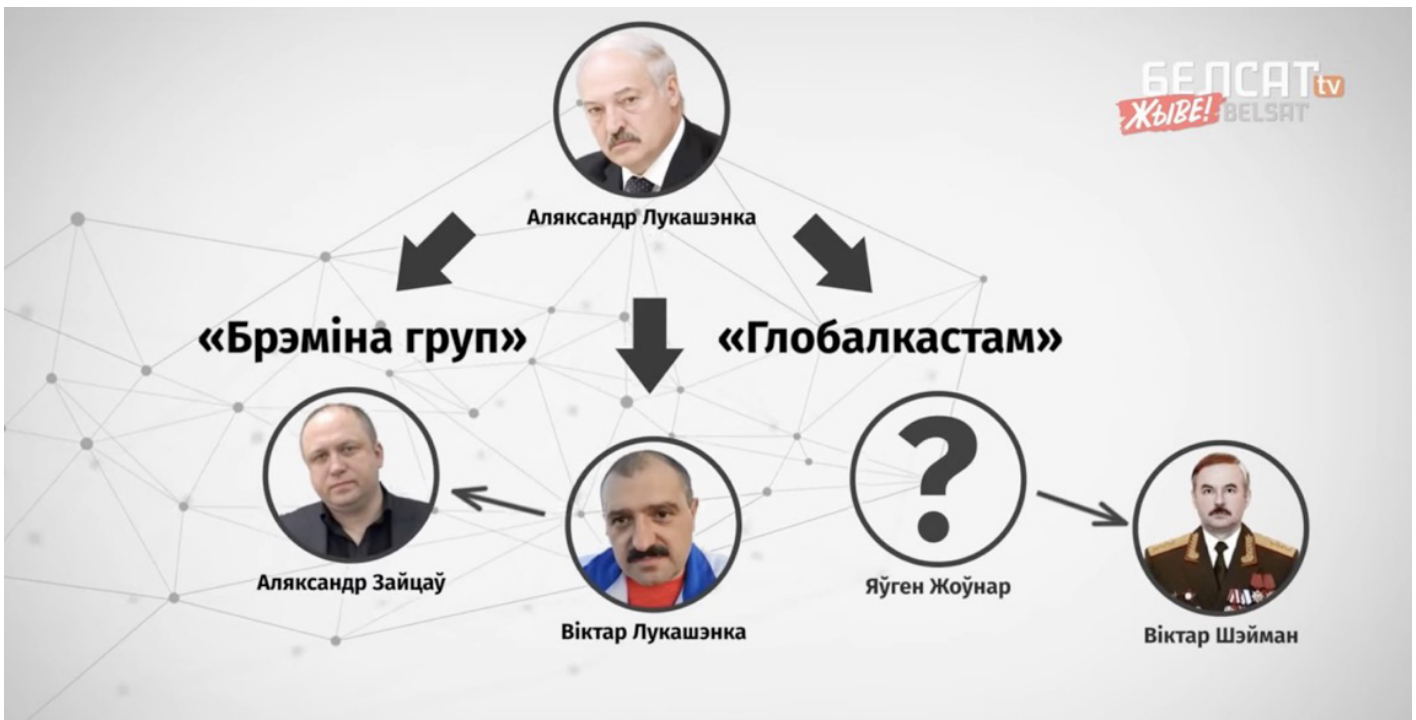 БЕЛСАТ tv
ЖЫВЕ! BELSAT
Аляксандр Лукашэнка
«Брэміна груп»
«Глобалкастам»
Аляксандр Зайцаў
Віктар Лукашэнка
Яўген Жоўнар
Віктар Шэйман